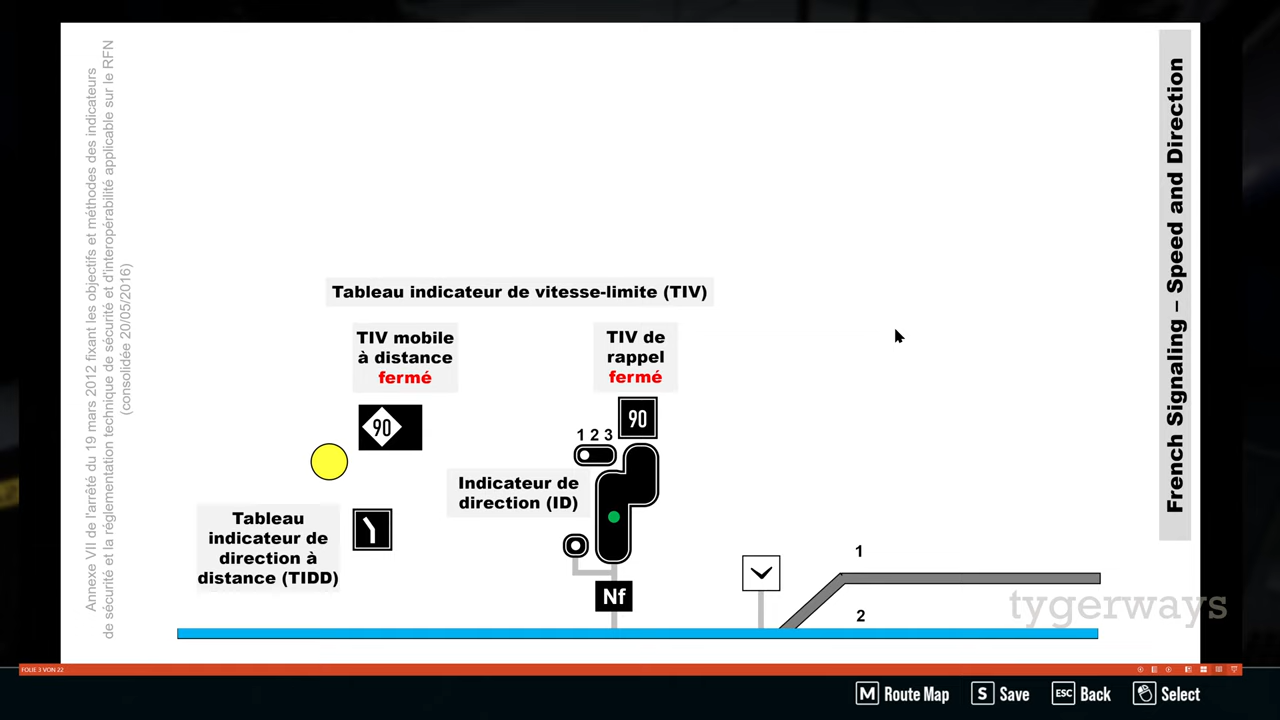 Annexe VII de l'arrêté du 19 mars 2012 fixant les objectifs et méthodes des indicateurs
de sécurité et la réglementation technique de sécurité et d'interopérabilité applicable sur le RFN
(consolidée 20/05/2016)
French Signaling – Speed and Direction
Tableau indicateur de vitesse-limite (TIV)
TIV mobile
à distance
fermé
TIV de
rappel
fermé
90
90
1 2 3
Indicateur de
direction (ID)
Tableau
indicateur de
direction à
distance (TIDD)
Nf
1
2
tygerways
FOLIE 3 VON 22
M Route Map
S Save
ESC Back
Select